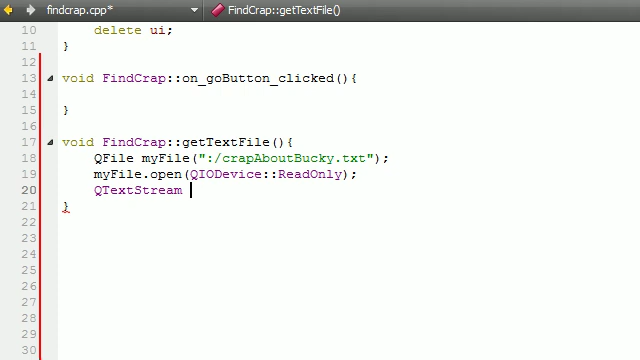 findcrap.cpp* FindCrap::getTextFile()
10 delete ui;
11 }
12
13 void FindCrap::on_goButton_clicked(){
14
15 }
16
17 void FindCrap::getTextFile(){
18 QFile myFile(":/crapAboutBucky.txt");
19 myFile.open(QIODevice::ReadOnly);
20 QTextStream
21 }
22
23
24
25
26
27
28
29
30